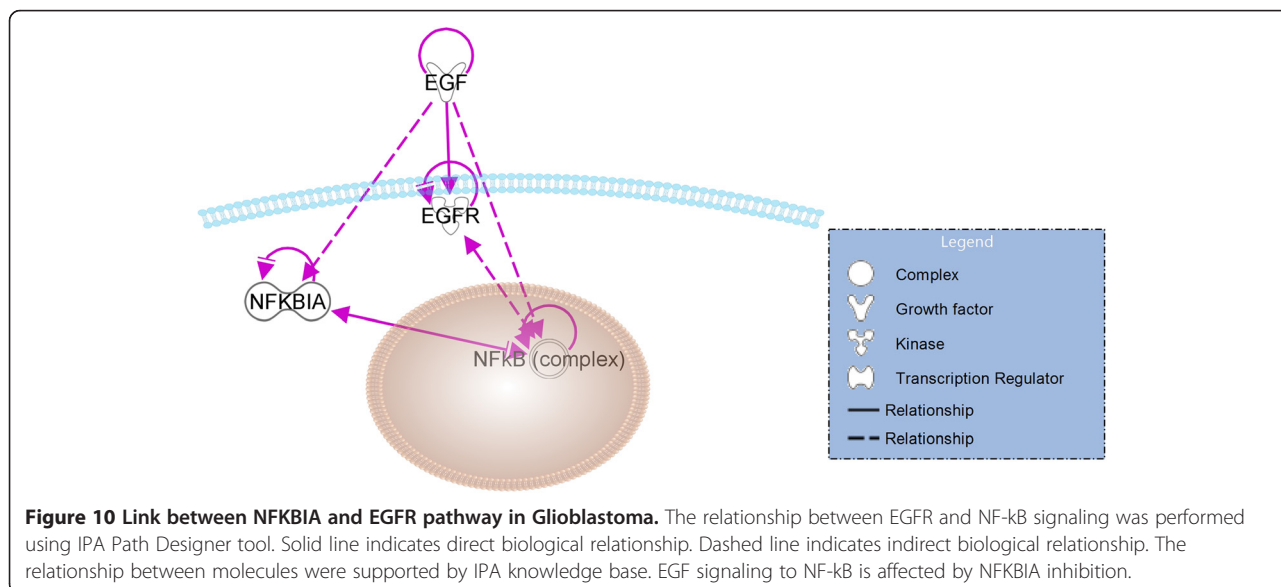 EGF
EGFR
NFKBIA
NFkB (complex)
Legend
Complex
Growth factor
Kinase
Transcription Regulator
Relationship
Relationship
Figure 10 Link between NFKBIA and EGFR pathway in Glioblastoma. The relationship between EGFR and NF-kB signaling was performed
using IPA Path Designer tool. Solid line indicates direct biological relationship. Dashed line indicates indirect biological relationship. The
relationship between molecules were supported by IPA knowledge base. EGF signaling to NF-kB is affected by NFKBIA inhibition.